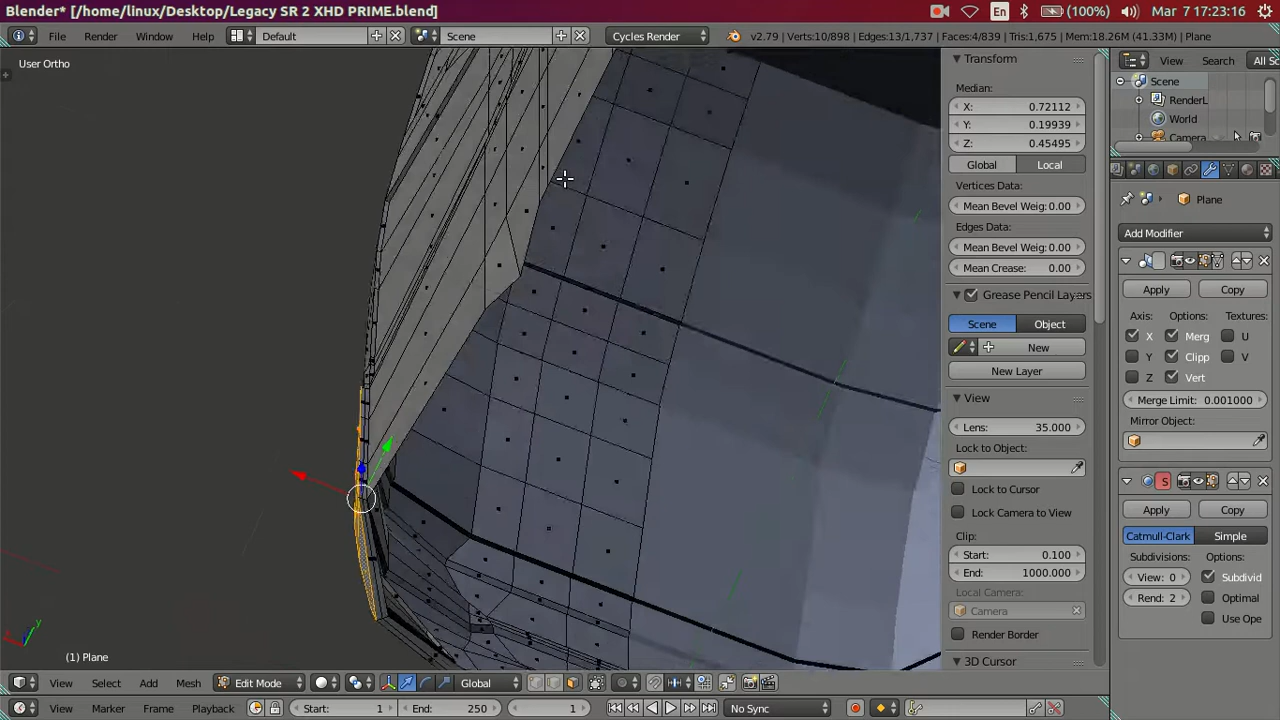 Blender* [/home/linux/Desktop/Legacy SR 2 XHD PRIME.blend]
En (100%) Mar 7 17:23:16
File Render Window Help Default Scene Cycles Render v2.79 | Verts:10/898 | Edges:13/1,737 | Faces:4/839 | Tris:1,675 | Mem:18.26M (41.33M) | Plane
User Ortho
Transform
View Search All S
Median:
Scene
X: 0.72112
RenderL
Y: 0.19939
World
Z: 0.45495
Camera
Global Local
Vertices Data:
Mean Bevel Weig: 0.00
Plane
Edges Data:
Add Modifier
Mean Bevel Weig: 0.00
Mean Crease: 0.00
Apply Copy
Grease Pencil Layers
Axis: Options: Textures:
Scene Object
X Merg U
New
Y Clipp V
New Layer
Z Vert
View
Merge Limit: 0.001000
Lens: 35.000
Mirror Object:
Lock to Object:
S
Lock to Cursor
Apply Copy
Lock Camera to View
Catmull-Clark Simple
Clip:
Subdivisions: Options:
Start: 0.100
View: 0 Subdivid
End: 1000.000
Rend: 2 Optimal
Local Camera:
Use Ope
Camera
Render Border
3D Cursor
x y
(1) Plane
View Select Add Mesh Edit Mode Global
View Marker Frame Playback Start: 1 End: 250 1 No Sync